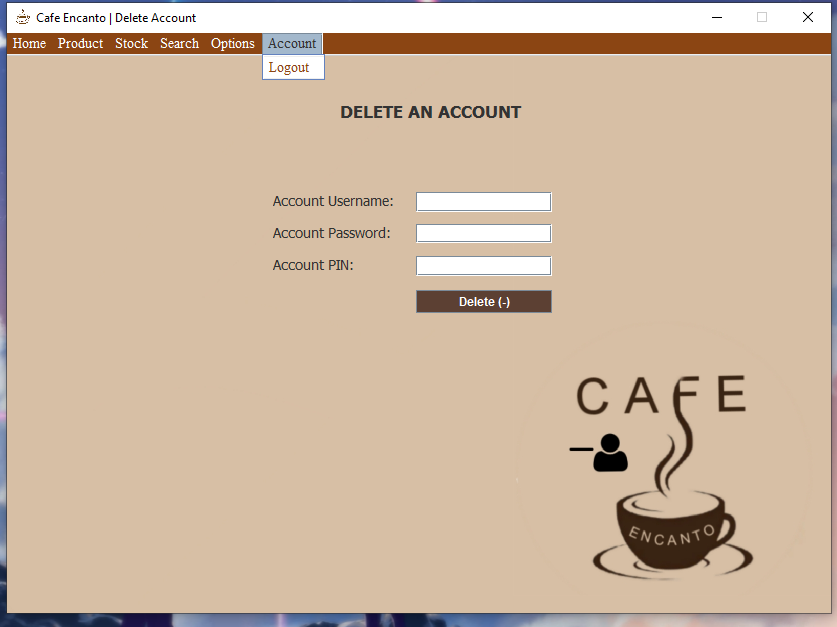 Cafe Encanto | Delete Account
Home Product Stock Search Options Account
Logout
DELETE AN ACCOUNT
Account Username:
Account Password:
Account PIN:
Delete (-)
CAFE
ENCANTO